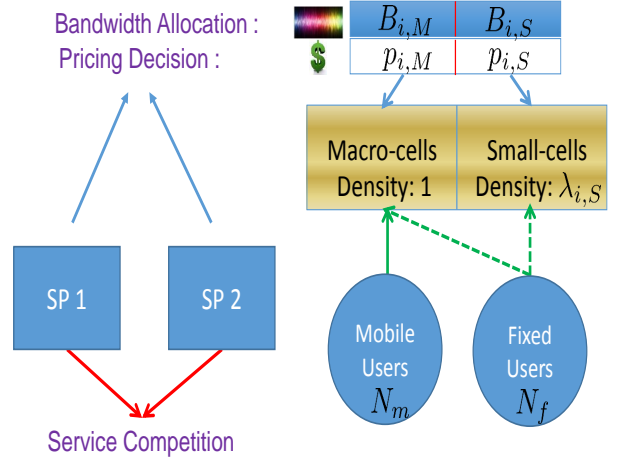 Bandwidth Allocation :
$B_{i,M}$ $B_{i,S}$
Pricing Decision :
$
$p_{i,M}$ $p_{i,S}$
Macro-cells
Density: 1
Small-cells
Density: $\lambda_{i,S}$
SP 1
SP 2
Mobile
Users
$N_m$
Fixed
Users
$N_f$
Service Competition